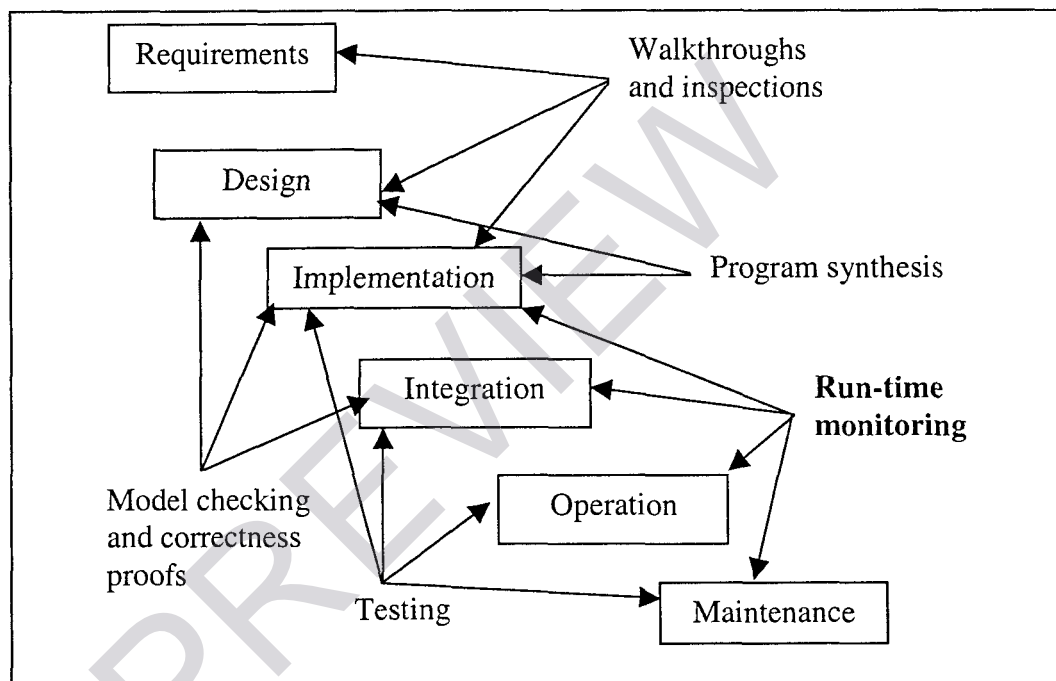 Requirements
Walkthroughs
and inspections
Design
Implementation
Program synthesis
Integration
Run-time
monitoring
Model checking
and correctness
proofs
Operation
Testing
Maintenance
PREVIEW